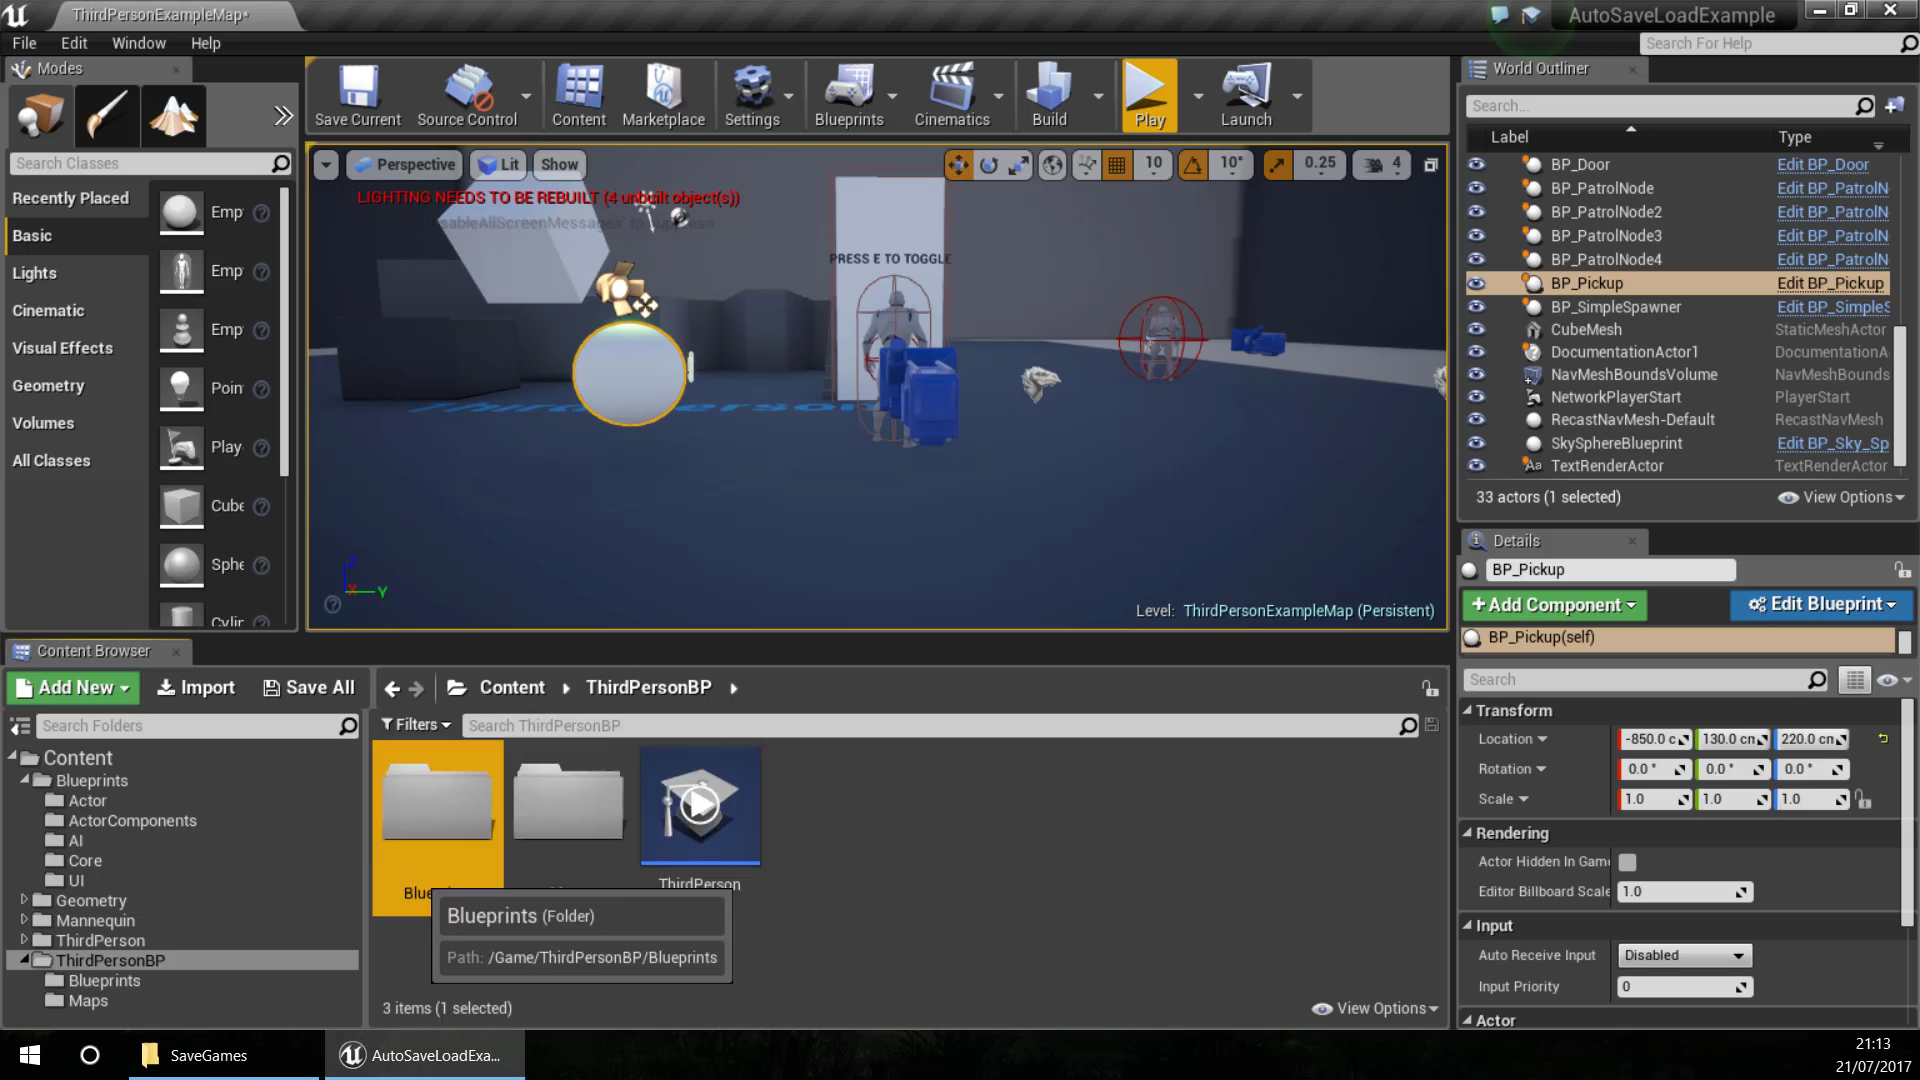 ThirdPersonExampleMap*
AutoSaveLoadExample
File Edit Window Help
Search For Help
Modes
Save Current
Source Control
Content
Marketplace
Settings
Blueprints
Cinematics
Build
Play
Launch
Search Classes
Recently Placed
Basic
Lights
Cinematic
Visual Effects
Geometry
Volumes
All Classes
Emp
Emp
Emp
Poin
Play
Cube
Sphe
Cylir
Perspective
Lit
Show
10
10°
0.25
4
LIGHTING NEEDS TO BE REBUILT (4 unbuilt object(s))
PRESS E TO TOGGLE
Z
X
Y
Level: ThirdPersonExampleMap (Persistent)
World Outliner
Search...
Label Type
BP_Door Edit BP_Door
BP_PatrolNode Edit BP_PatrolN
BP_PatrolNode2 Edit BP_PatrolN
BP_PatrolNode3 Edit BP_PatrolN
BP_PatrolNode4 Edit BP_PatrolN
BP_Pickup Edit BP_Pickup
BP_SimpleSpawner Edit BP_SimpleS
CubeMesh StaticMeshActor
DocumentationActor1 DocumentationA
NavMeshBoundsVolume NavMeshBounds
NetworkPlayerStart PlayerStart
RecastNavMesh-Default RecastNavMesh
SkySphereBlueprint Edit BP_Sky_Sp
Aa TextRenderActor TextRenderActor
33 actors (1 selected)
View Options
Details
BP_Pickup
+Add Component
Edit Blueprint
BP_Pickup(self)
Search
Transform
Location -850.0 c 130.0 cm 220.0 cm
Rotation 0.0 ° 0.0 ° 0.0 °
Scale 1.0 1.0 1.0
Rendering
Actor Hidden In Game
Editor Billboard Scale 1.0
Input
Auto Receive Input Disabled
Input Priority 0
Actor
Content Browser
Add New
Import
Save All
Content
ThirdPersonBP
Search Folders
Filters
Search ThirdPersonBP
Content
Blueprints
Actor
ActorComponents
AI
Core
UI
Geometry
Mannequin
ThirdPerson
ThirdPersonBP
Blueprints
Maps
Blue
ThirdPerson
Blueprints (Folder)
Path: /Game/ThirdPersonBP/Blueprints
3 items (1 selected)
View Options
SaveGames
AutoSaveLoadExa...
21:13
21/07/2017